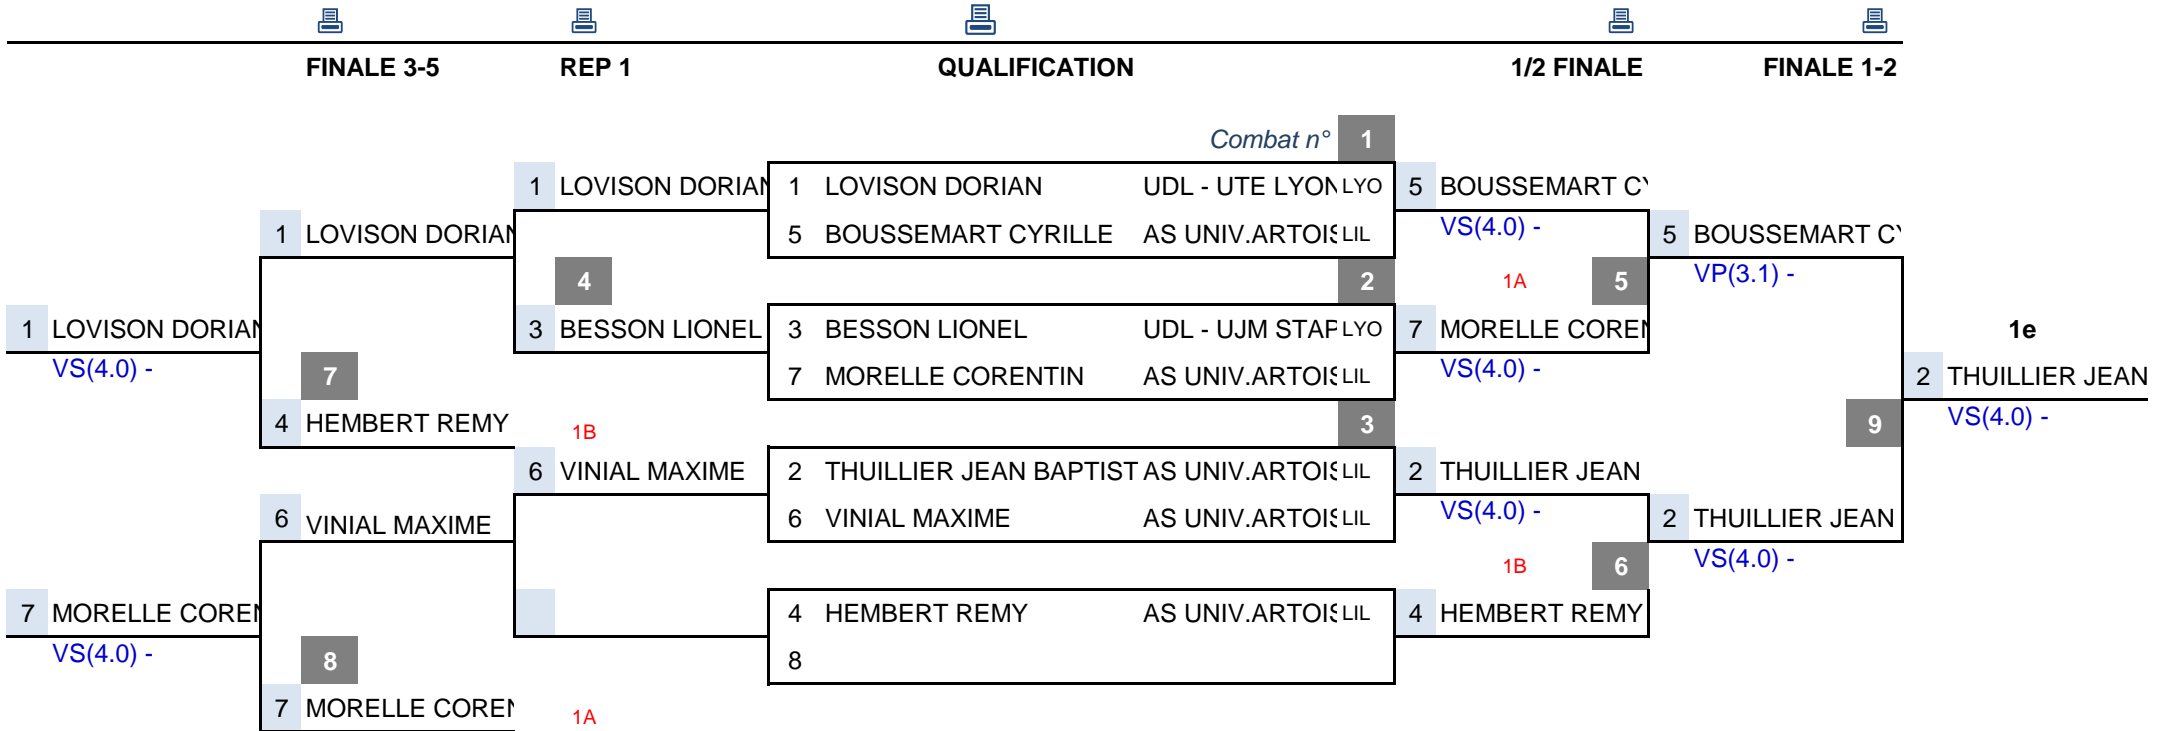 FINALE 3-5 REP 1 QUALIFICATION 1/2 FINALE FINALE 1-2
Combat n° 1
1 LOVISON DORIAN 1 LOVISON DORIAN UDL - UTE LYON LYO 5 BOUSSEMART CY
1 LOVISON DORIAN 5 BOUSSEMART CYRILLE AS UNIV.ARTOIS LIL VS(4.0) - 5 BOUSSEMART CY
4 2 1A 5 VP(3.1) -
1 LOVISON DORIAN 3 BESSON LIONEL 3 BESSON LIONEL UDL - UJM STAP LYO 7 MORELLE COREN 1e
VS(4.0) - 7 7 MORELLE CORENTIN AS UNIV.ARTOIS LIL VS(4.0) - 2 THUILLIER JEAN
4 HEMBERT REMY 1B 3 9 VS(4.0) -
6 VINIAL MAXIME 2 THUILLIER JEAN BAPTIST AS UNIV.ARTOIS LIL 2 THUILLIER JEAN
6 VINIAL MAXIME 6 VINIAL MAXIME AS UNIV.ARTOIS LIL VS(4.0) - 2 THUILLIER JEAN
1B 6 VS(4.0) -
7 MORELLE COREN 4 HEMBERT REMY AS UNIV.ARTOIS LIL 4 HEMBERT REMY
VS(4.0) - 8 8
7 MORELLE COREN 1A